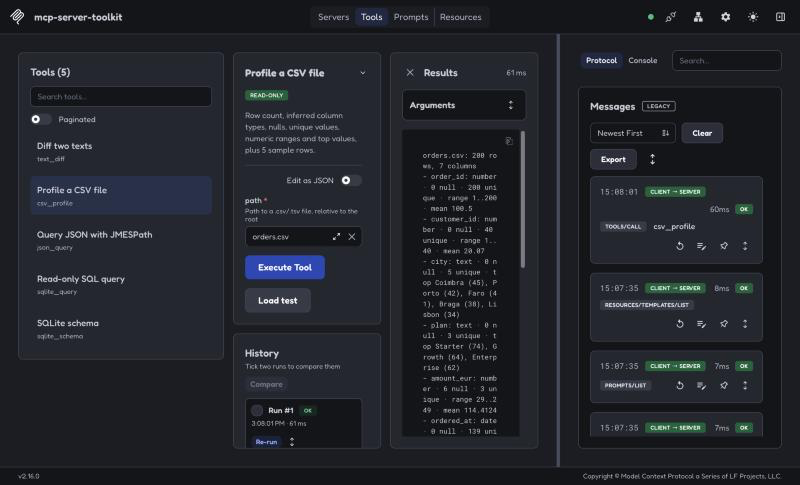 mcp-server-toolkit
Servers
Tools
Prompts
Resources
Tools (5)
Search tools...
Paginated
Diff two texts
text_diff
Profile a CSV file
csv_profile
Query JSON with JMESPath
json_query
Read-only SQL query
sqlite_query
SQLite schema
sqlite_schema
Profile a CSV file
READ-ONLY
Row count, inferred column
types, nulls, unique values,
numeric ranges and top values,
plus 5 sample rows.
Edit as JSON
path *
Path to a .csv/.tsv file, relative to the
root
orders.csv
Execute Tool
Load test
History
Tick two runs to compare them
Compare
Run #1 OK
3:08:01 PM · 61 ms
Re-run
Results 61 ms
Arguments
orders.csv: 200 ro
ws, 7 columns
- order_id: number
· 0 null · 200 uni
que · range 1..200
· mean 100.5
- customer_id: num
ber · 0 null · 40
unique · range 1..
40 · mean 20.07
- city: text · 0 n
ull · 5 unique · t
op Coimbra (45), P
orto (42), Faro (4
1), Braga (38), Li
sbon (34)
- plan: text · 0 n
ull · 3 unique · t
op Starter (74), G
rowth (64), Enterp
rise (62)
- amount_eur: numb
er · 6 null · 3 un
ique · range 29..2
49 · mean 114.4124
- ordered_at: date
· 0 null · 139 uni
Protocol
Console
Search...
Messages LEGACY
Newest First
Clear
Export
15:08:01 CLIENT → SERVER
60ms OK
TOOLS/CALL csv_profile
15:07:35 CLIENT → SERVER 8ms OK
RESOURCES/TEMPLATES/LIST
15:07:35 CLIENT → SERVER 7ms OK
PROMPTS/LIST
15:07:35 CLIENT → SERVER 7ms OK
v2.16.0
Copyright © Model Context Protocol a Series of LF Projects, LLC.